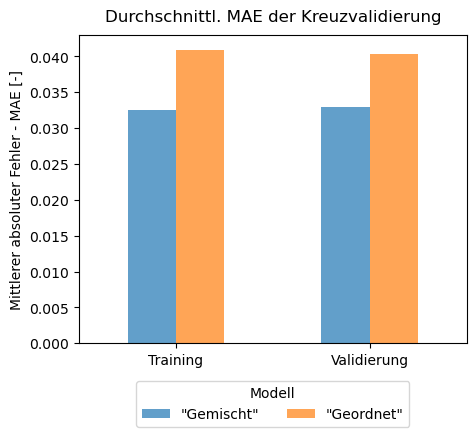 Durchschnittl. MAE der Kreuzvalidierung
Mittlerer absoluter Fehler - MAE [-]
0.040
0.035
0.030
0.025
0.020
0.015
0.010
0.005
0.000
Training
Validierung
Modell
"Gemischt"
"Geordnet"